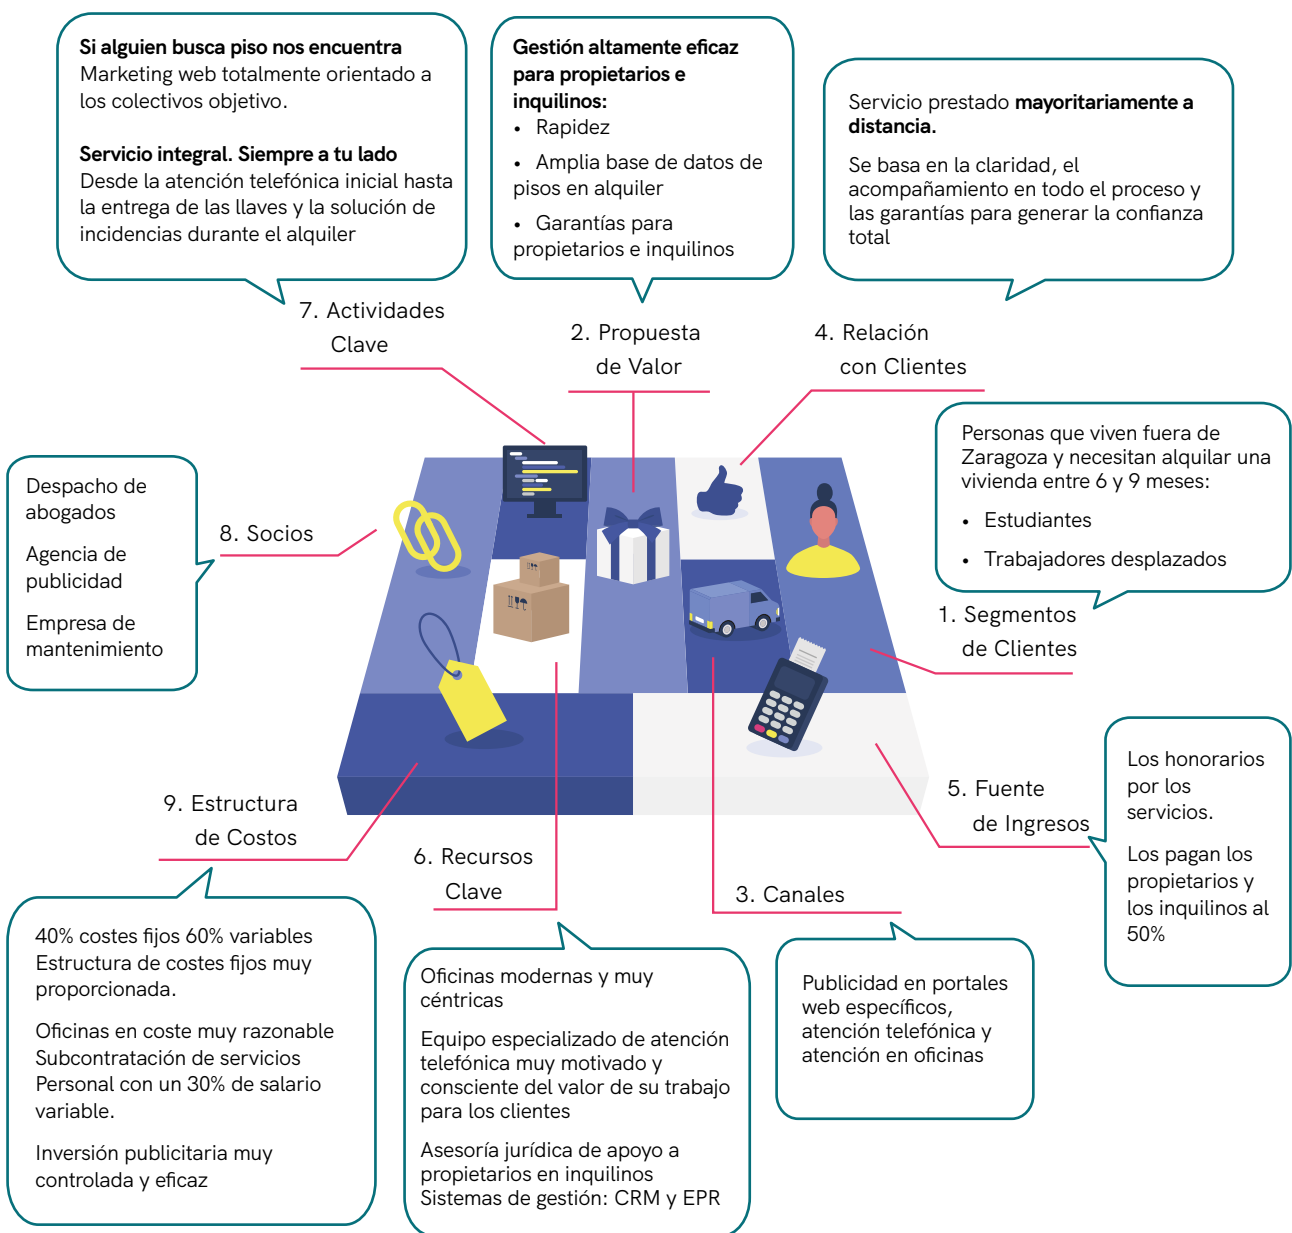 Si alguien busca piso nos encuentra
Marketing web totalmente orientado a
los colectivos objetivo.
Servicio integral. Siempre a tu lado
Desde la atención telefónica inicial hasta
la entrega de las llaves y la solución de
incidencias durante el alquiler
7. Actividades
Clave
Gestión altamente eficaz
para propietarios e
inquilinos:
• Rapidez
• Amplia base de datos de
pisos en alquiler
• Garantías para
propietarios e inquilinos
2. Propuesta
de Valor
Servicio prestado mayoritariamente a
distancia.
Se basa en la claridad, el
acompañamiento en todo el proceso y
las garantías para generar la confianza
total
4. Relación
con Clientes
Personas que viven fuera de
Zaragoza y necesitan alquilar una
vivienda entre 6 y 9 meses:
• Estudiantes
• Trabajadores desplazados
1. Segmentos
de Clientes
Despacho de
abogados
Agencia de
publicidad
Empresa de
mantenimiento
8. Socios
9. Estructura
de Costos
40% costes fijos 60% variables
Estructura de costes fijos muy
proporcionada.
Oficinas en coste muy razonable
Subcontratación de servicios
Personal con un 30% de salario
variable.
Inversión publicitaria muy
controlada y eficaz
6. Recursos
Clave
Oficinas modernas y muy
céntricas
Equipo especializado de atención
telefónica muy motivado y
consciente del valor de su trabajo
para los clientes
Asesoría jurídica de apoyo a
propietarios en inquilinos
Sistemas de gestión: CRM y EPR
3. Canales
Publicidad en portales
web específicos,
atención telefónica y
atención en oficinas
5. Fuente
de Ingresos
Los honorarios
por los
servicios.
Los pagan los
propietarios y
los inquilinos al
50%